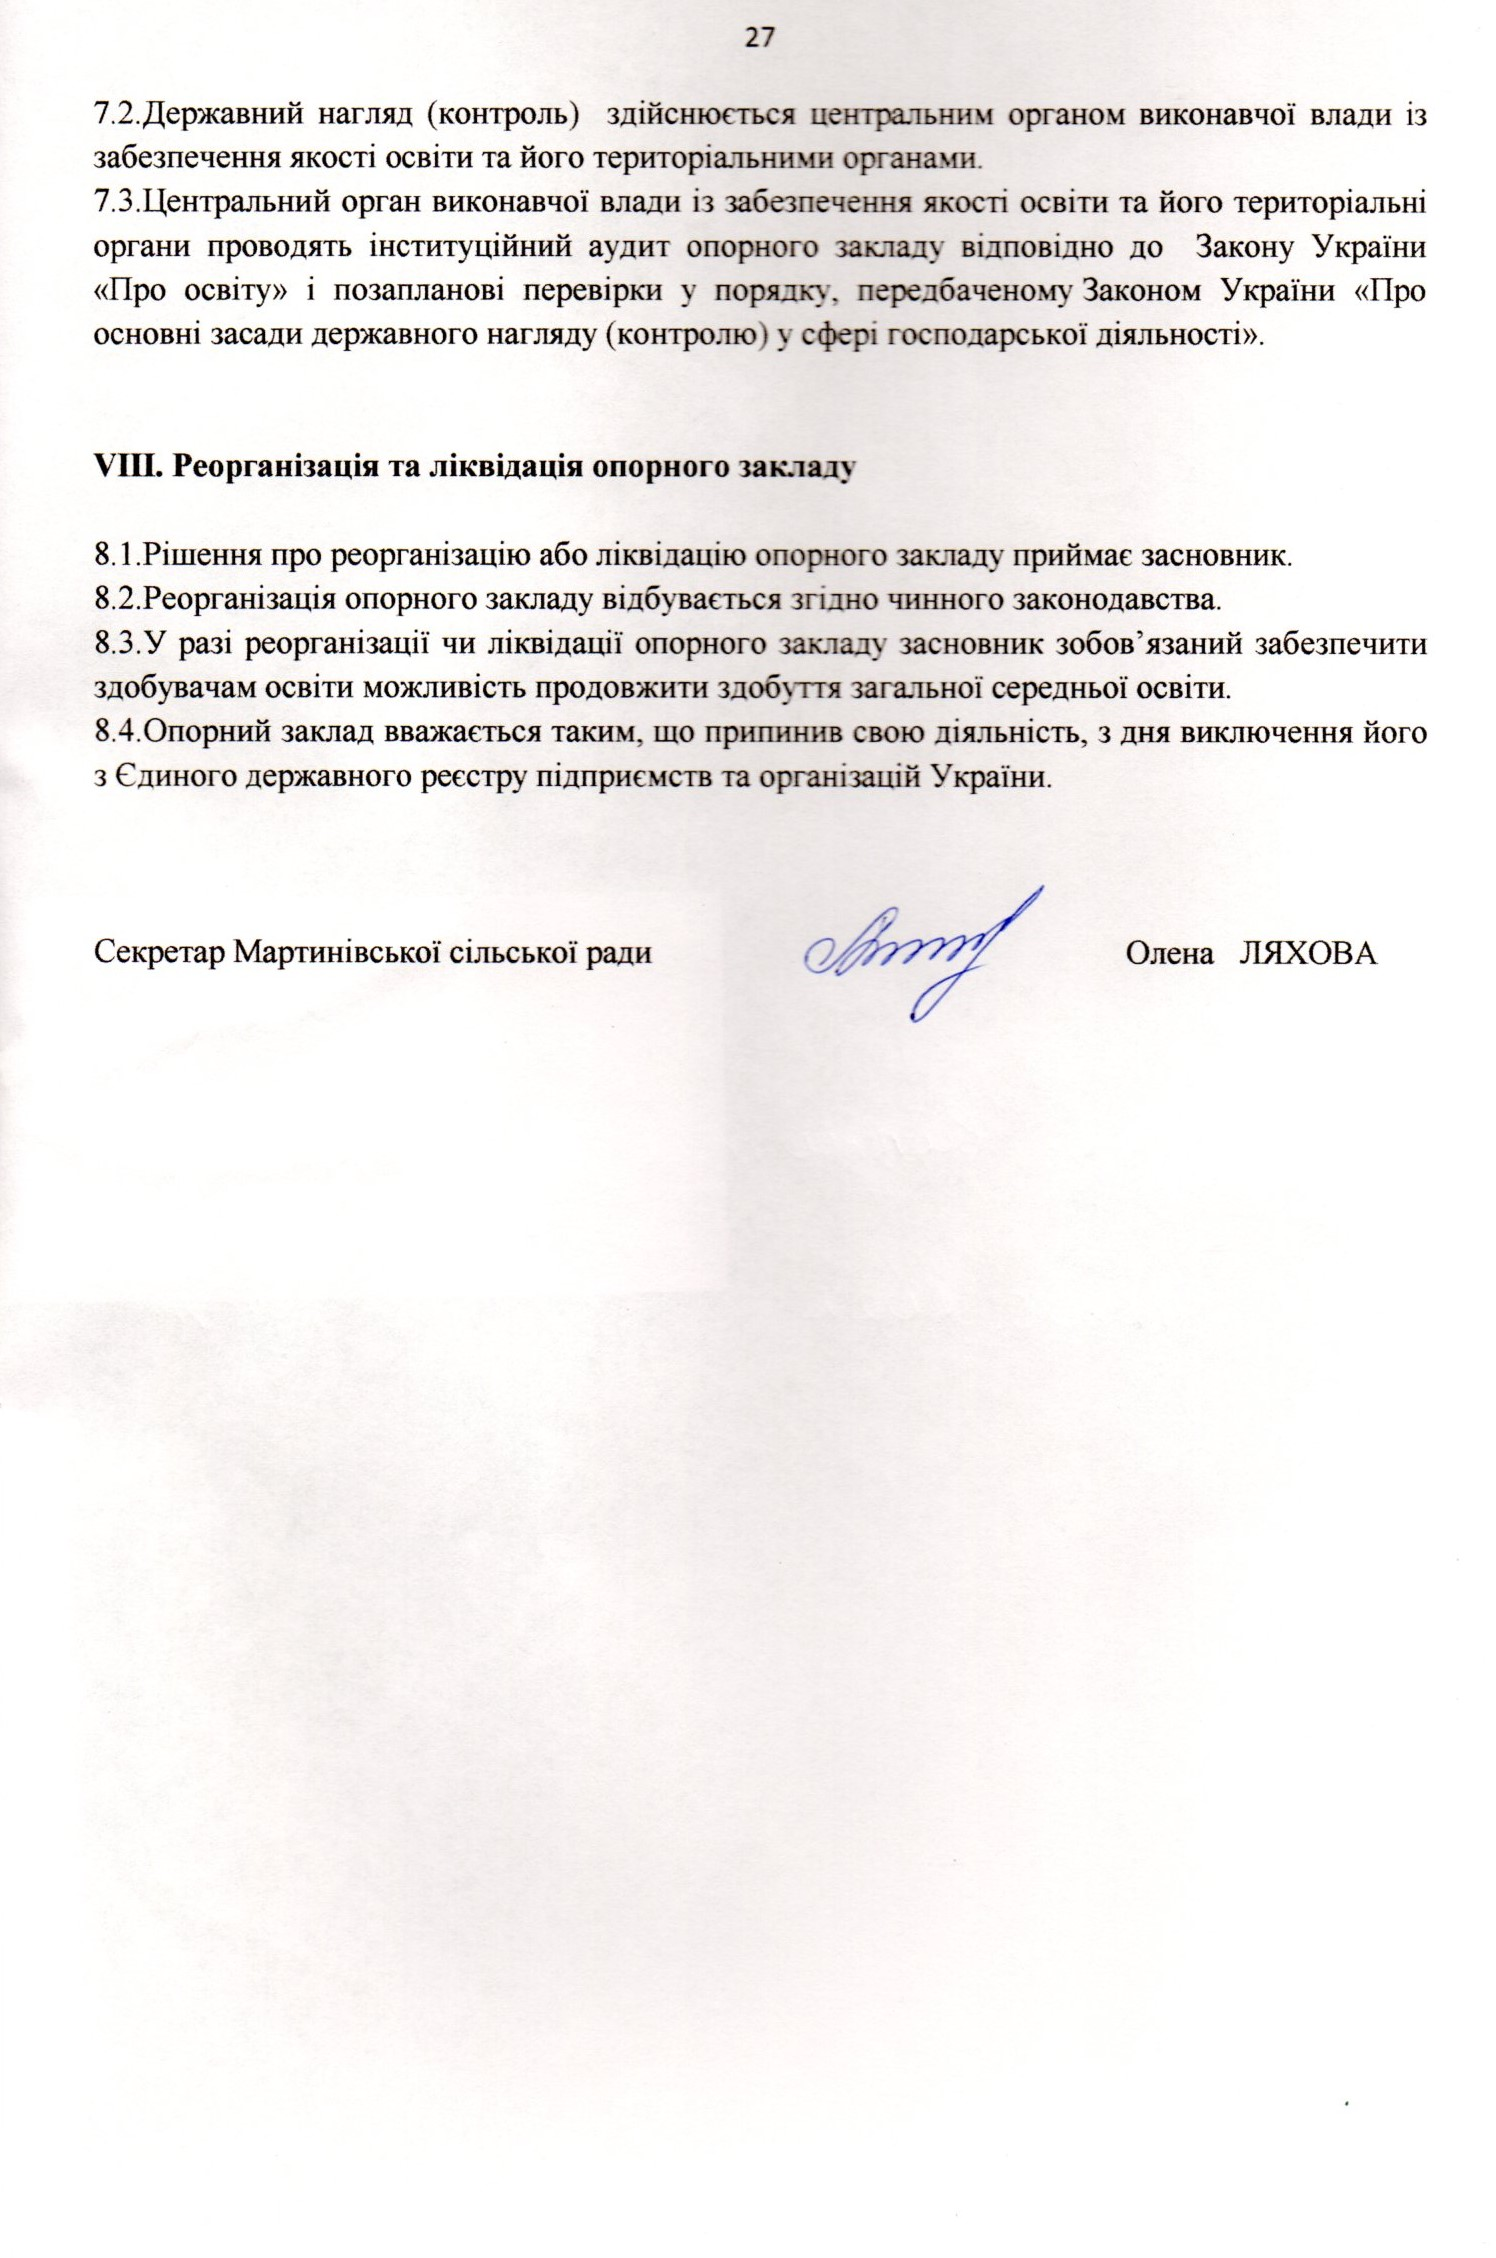 27
7.2.Державний нагляд (контроль) здійснюється центральним органом виконавчої влади із
забезпечення якості освіти та його територіальними органами.
7.3.Центральний орган виконавчої влади із забезпечення якості освіти та його територіальні
органи проводять інституційний аудит опорного закладу відповідно до Закону України
«Про освіту» і позапланові перевірки у порядку, передбаченому Законом України «Про
основні засади державного нагляду (контролю) у сфері господарської діяльності».
VIII. Реорганізація та ліквідація опорного закладу
8.1.Рішення про реорганізацію або ліквідацію опорного закладу приймає засновник.
8.2.Реорганізація опорного закладу відбувається згідно чинного законодавства.
8.3.У разі реорганізації чи ліквідації опорного закладу засновник зобов’язаний забезпечити
здобувачам освіти можливість продовжити здобуття загальної середньої освіти.
8.4.Опорний заклад вважається таким, що припинив свою діяльність, з дня виключення його
з Єдиного державного реєстру підприємств та організацій України.
Секретар Мартинівської сільської ради Олена ЛЯХОВА